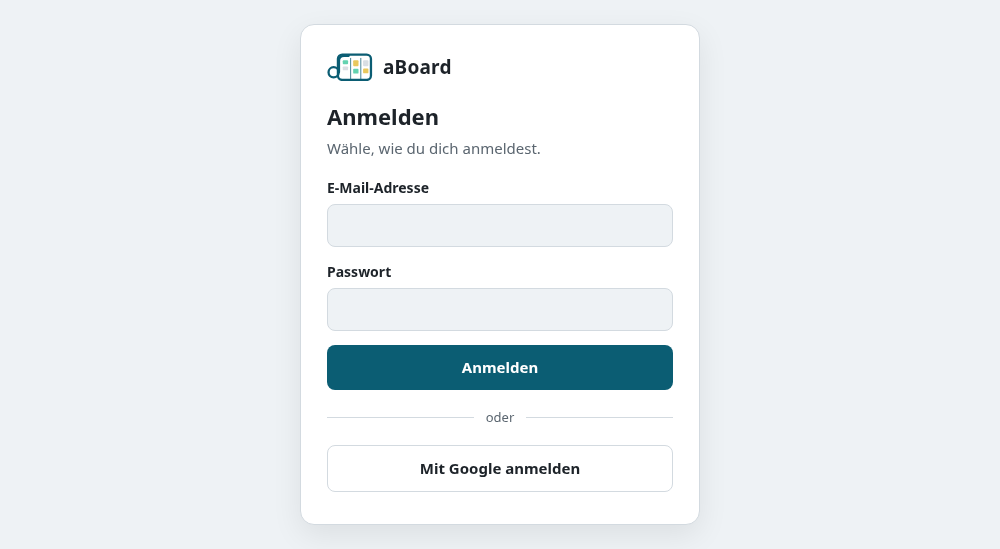 aBoard
Anmelden
Wähle, wie du dich anmeldest.
E-Mail-Adresse
Passwort
Anmelden
oder
Mit Google anmelden